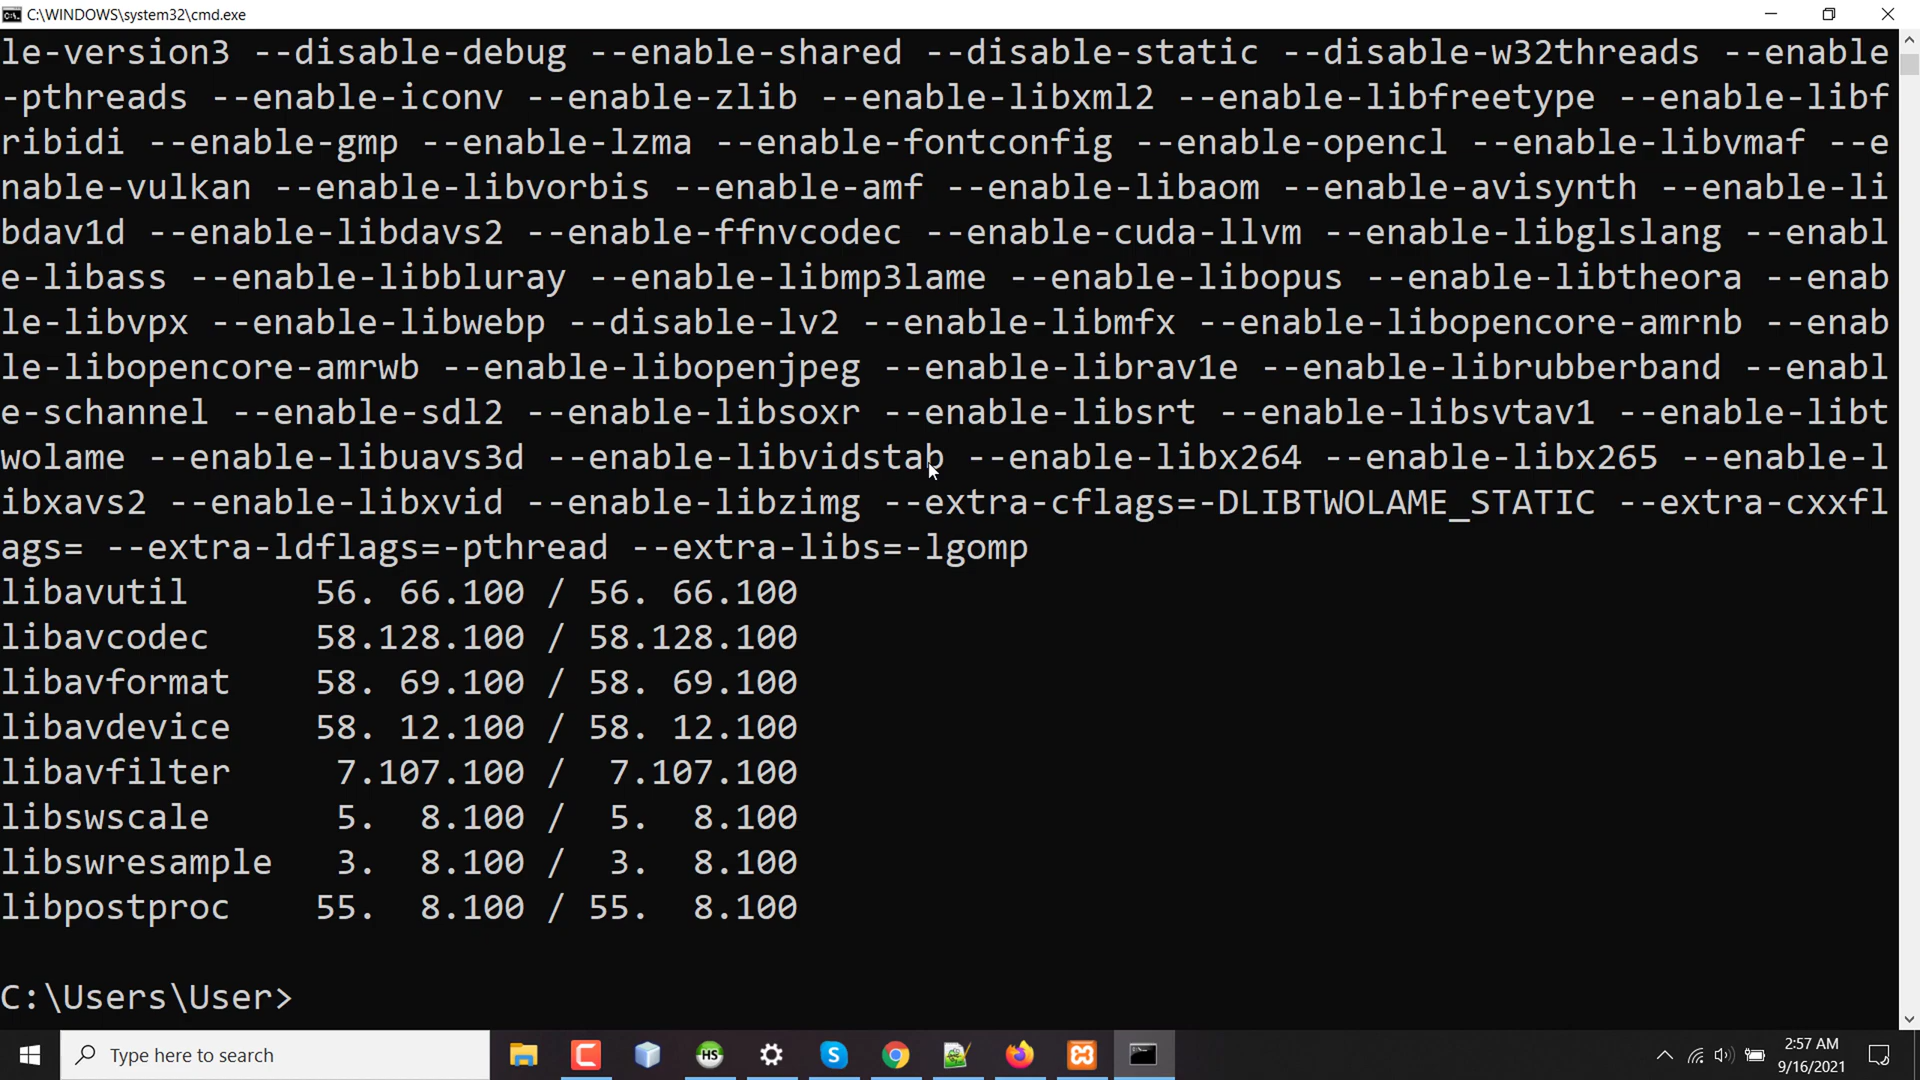 C:\WINDOWS\system32\cmd.exe
le-version3 --disable-debug --enable-shared --disable-static --disable-w32threads --enable
-pthreads --enable-iconv --enable-zlib --enable-libxml2 --enable-libfreetype --enable-libf
ribidi --enable-gmp --enable-lzma --enable-fontconfig --enable-opencl --enable-libvmaf --e
nable-vulkan --enable-libvorbis --enable-amf --enable-libaom --enable-avisynth --enable-li
bdav1d --enable-libdavs2 --enable-ffnvcodec --enable-cuda-llvm --enable-libglslang --enabl
e-libass --enable-libbluray --enable-libmp3lame --enable-libopus --enable-libtheora --enab
le-libvpx --enable-libwebp --disable-lv2 --enable-libmfx --enable-libopencore-amrnb --enab
le-libopencore-amrwb --enable-libopenjpeg --enable-librav1e --enable-librubberband --enabl
e-schannel --enable-sdl2 --enable-libsoxr --enable-libsrt --enable-libsvtav1 --enable-libt
wolame --enable-libuavs3d --enable-libvidstab --enable-libx264 --enable-libx265 --enable-l
ibxavs2 --enable-libxvid --enable-libzimg --extra-cflags=-DLIBTWOLAME_STATIC --extra-cxxfl
ags= --extra-ldflags=-pthread --extra-libs=-lgomp
libavutil      56. 66.100 / 56. 66.100
libavcodec     58.128.100 / 58.128.100
libavformat    58. 69.100 / 58. 69.100
libavdevice    58. 12.100 / 58. 12.100
libavfilter     7.107.100 /  7.107.100
libswscale      5.  8.100 /  5.  8.100
libswresample   3.  8.100 /  3.  8.100
libpostproc    55.  8.100 / 55.  8.100
C:\Users\User>
Type here to search
HS
2:57 AM
9/16/2021